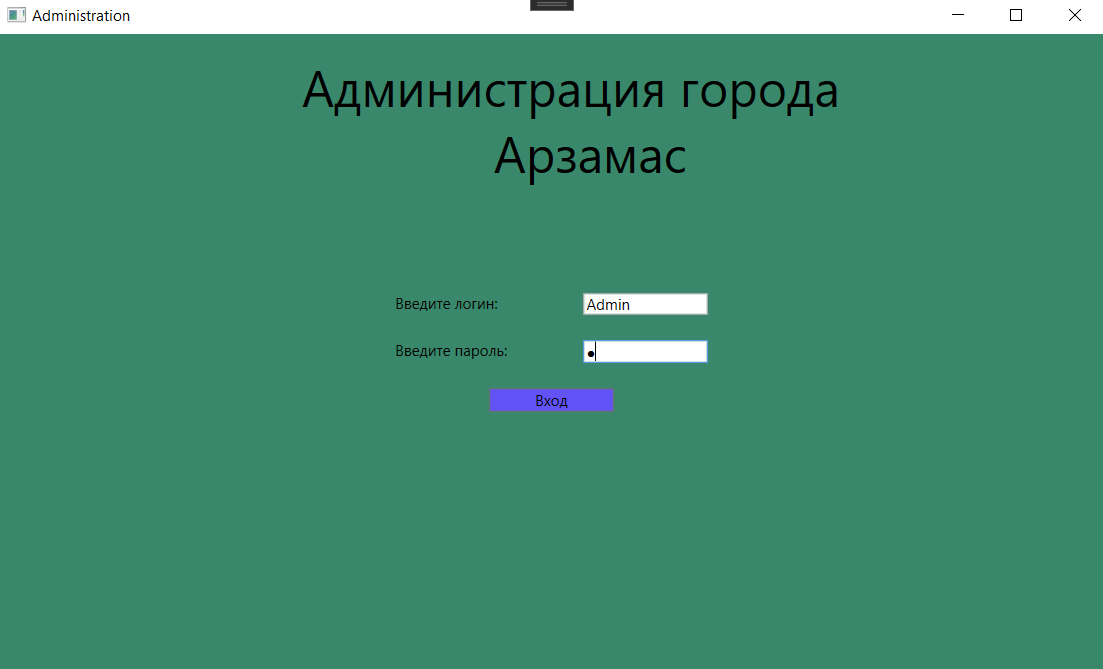 Administration
Администрация города
Арзамас
Введите логин:
Admin
Введите пароль:
●
Вход